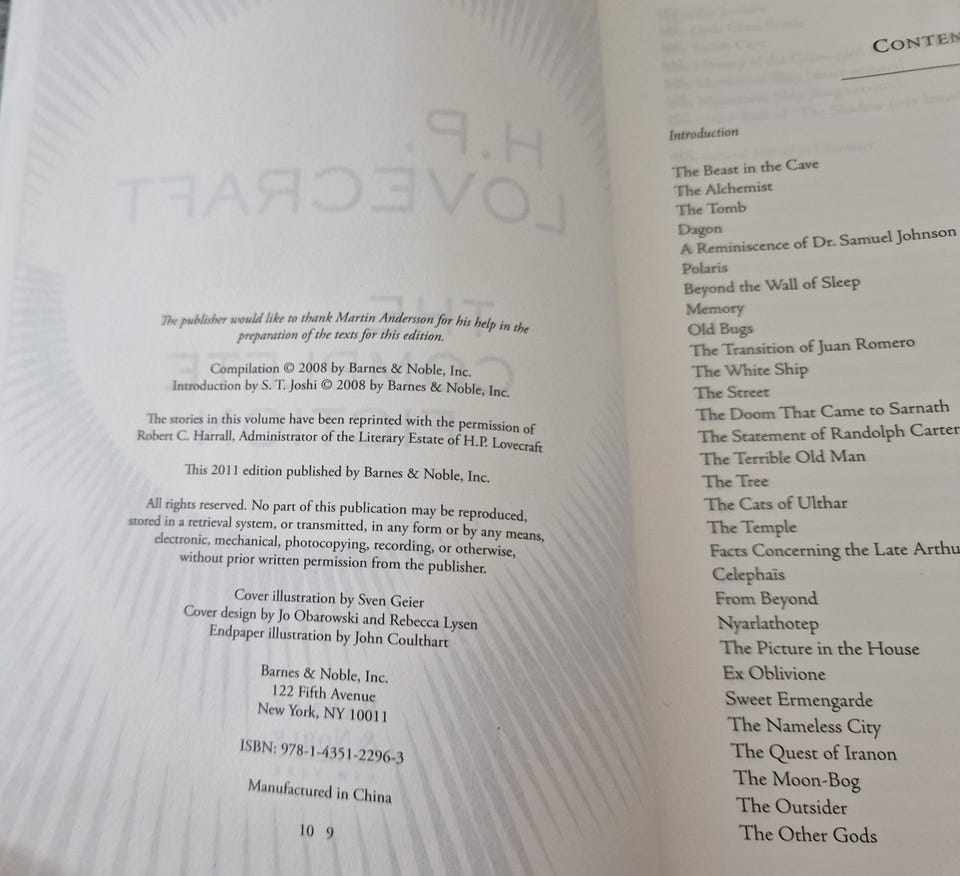 H.P.
LOVECRAFT
THE
COMPLETE
FICTION
The publisher would like to thank Martin Andersson for his help in the
preparation of the texts for this edition.
Compilation © 2008 by Barnes & Noble, Inc.
Introduction by S. T. Joshi © 2008 by Barnes & Noble, Inc.
The stories in this volume have been reprinted with the permission of
Robert C. Harrall, Administrator of the Literary Estate of H.P. Lovecraft
This 2011 edition published by Barnes & Noble, Inc.
All rights reserved. No part of this publication may be reproduced,
stored in a retrieval system, or transmitted, in any form or by any means,
electronic, mechanical, photocopying, recording, or otherwise,
without prior written permission from the publisher.
Cover illustration by Sven Geier
Cover design by Jo Obarowski and Rebecca Lysen
Endpaper illustration by John Coulthart
Barnes & Noble, Inc.
122 Fifth Avenue
New York, NY 10011
ISBN: 978-1-4351-2296-3
Manufactured in China
10 9
CONTEN
Introduction
The Beast in the Cave
The Alchemist
The Tomb
Dagon
A Reminiscence of Dr. Samuel Johnson
Polaris
Beyond the Wall of Sleep
Memory
Old Bugs
The Transition of Juan Romero
The White Ship
The Street
The Doom That Came to Sarnath
The Statement of Randolph Carter
The Terrible Old Man
The Tree
The Cats of Ulthar
The Temple
Facts Concerning the Late Arthu
Celephaïs
From Beyond
Nyarlathotep
The Picture in the House
Ex Oblivione
Sweet Ermengarde
The Nameless City
The Quest of Iranon
The Moon-Bog
The Outsider
The Other Gods